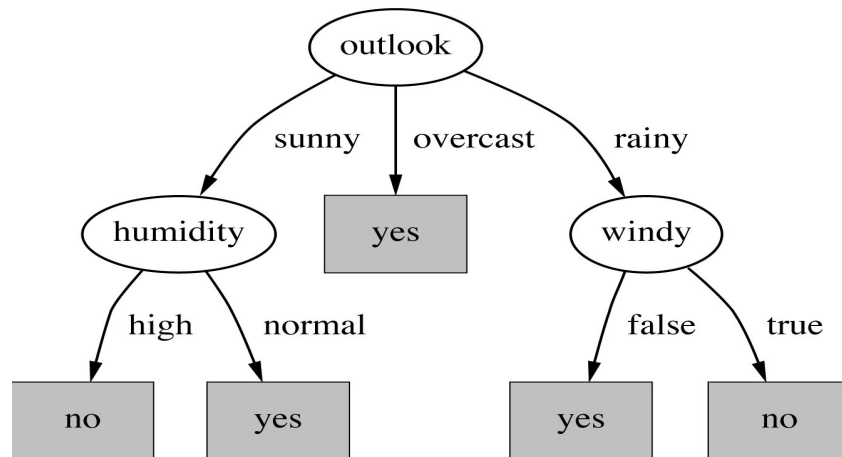 outlook
sunny overcast rainy
humidity yes windy
high normal false true
no yes yes no